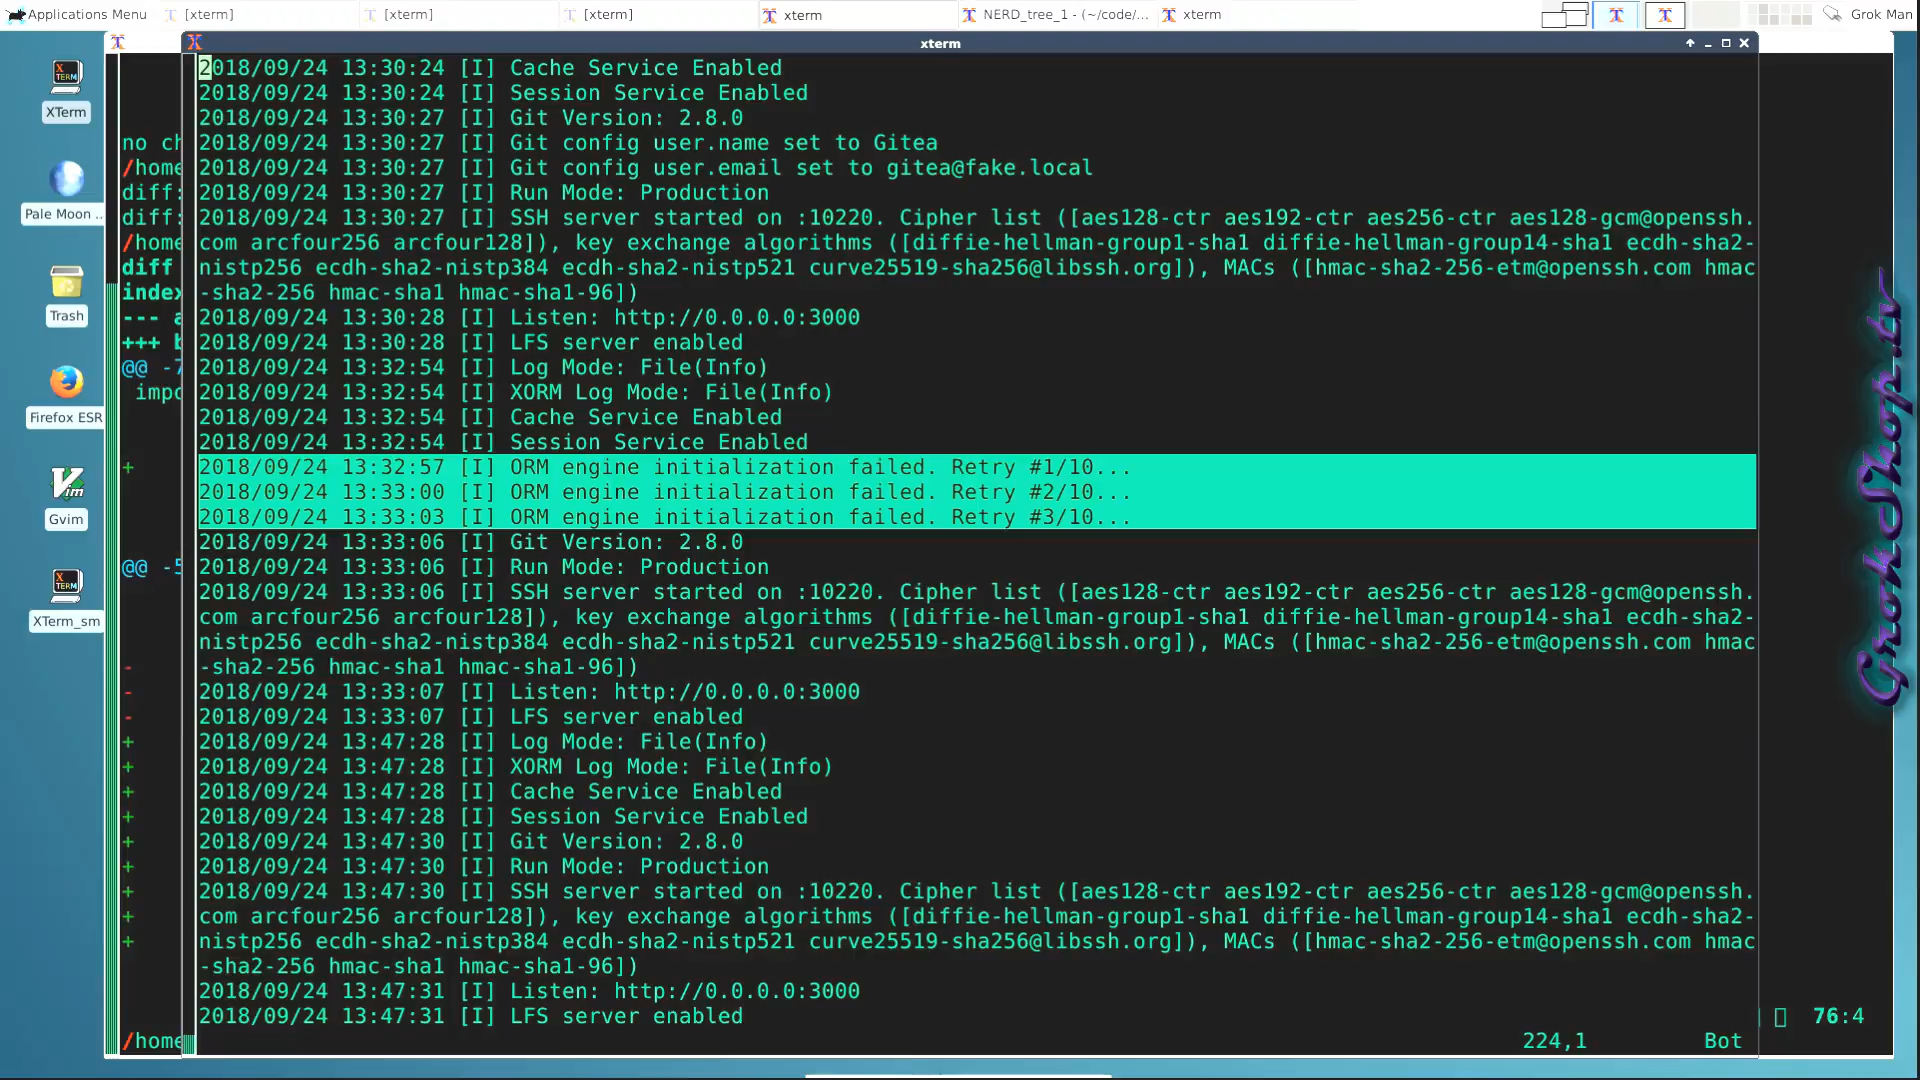 Applications Menu [xterm] [xterm] [xterm] xterm NERD_tree_1 - (~/code/... xterm Grok Man
xterm
XTerm
Pale Moon ..
Trash
Firefox ESR
Gvim
XTerm_sm
no ch
/home
diff:
diff:
/home
diff
index
--- a
+++ b
@@ -7
impo
+
@@ -5
-
-
-
+
+
+
+
+
+
+
+
+
/home
2018/09/24 13:30:24 [I] Cache Service Enabled
2018/09/24 13:30:24 [I] Session Service Enabled
2018/09/24 13:30:27 [I] Git Version: 2.8.0
2018/09/24 13:30:27 [I] Git config user.name set to Gitea
2018/09/24 13:30:27 [I] Git config user.email set to gitea@fake.local
2018/09/24 13:30:27 [I] Run Mode: Production
2018/09/24 13:30:27 [I] SSH server started on :10220. Cipher list ([aes128-ctr aes192-ctr aes256-ctr aes128-gcm@openssh.
com arcfour256 arcfour128]), key exchange algorithms ([diffie-hellman-group1-sha1 diffie-hellman-group14-sha1 ecdh-sha2-
nistp256 ecdh-sha2-nistp384 ecdh-sha2-nistp521 curve25519-sha256@libssh.org]), MACs ([hmac-sha2-256-etm@openssh.com hmac
-sha2-256 hmac-sha1 hmac-sha1-96])
2018/09/24 13:30:28 [I] Listen: http://0.0.0.0:3000
2018/09/24 13:30:28 [I] LFS server enabled
2018/09/24 13:32:54 [I] Log Mode: File(Info)
2018/09/24 13:32:54 [I] XORM Log Mode: File(Info)
2018/09/24 13:32:54 [I] Cache Service Enabled
2018/09/24 13:32:54 [I] Session Service Enabled
2018/09/24 13:32:57 [I] ORM engine initialization failed. Retry #1/10...
2018/09/24 13:33:00 [I] ORM engine initialization failed. Retry #2/10...
2018/09/24 13:33:03 [I] ORM engine initialization failed. Retry #3/10...
2018/09/24 13:33:06 [I] Git Version: 2.8.0
2018/09/24 13:33:06 [I] Run Mode: Production
2018/09/24 13:33:06 [I] SSH server started on :10220. Cipher list ([aes128-ctr aes192-ctr aes256-ctr aes128-gcm@openssh.
com arcfour256 arcfour128]), key exchange algorithms ([diffie-hellman-group1-sha1 diffie-hellman-group14-sha1 ecdh-sha2-
nistp256 ecdh-sha2-nistp384 ecdh-sha2-nistp521 curve25519-sha256@libssh.org]), MACs ([hmac-sha2-256-etm@openssh.com hmac
-sha2-256 hmac-sha1 hmac-sha1-96])
2018/09/24 13:33:07 [I] Listen: http://0.0.0.0:3000
2018/09/24 13:33:07 [I] LFS server enabled
2018/09/24 13:47:28 [I] Log Mode: File(Info)
2018/09/24 13:47:28 [I] XORM Log Mode: File(Info)
2018/09/24 13:47:28 [I] Cache Service Enabled
2018/09/24 13:47:28 [I] Session Service Enabled
2018/09/24 13:47:30 [I] Git Version: 2.8.0
2018/09/24 13:47:30 [I] Run Mode: Production
2018/09/24 13:47:30 [I] SSH server started on :10220. Cipher list ([aes128-ctr aes192-ctr aes256-ctr aes128-gcm@openssh.
com arcfour256 arcfour128]), key exchange algorithms ([diffie-hellman-group1-sha1 diffie-hellman-group14-sha1 ecdh-sha2-
nistp256 ecdh-sha2-nistp384 ecdh-sha2-nistp521 curve25519-sha256@libssh.org]), MACs ([hmac-sha2-256-etm@openssh.com hmac
-sha2-256 hmac-sha1 hmac-sha1-96])
2018/09/24 13:47:31 [I] Listen: http://0.0.0.0:3000
2018/09/24 13:47:31 [I] LFS server enabled
224,1 Bot
76:4
GrokShop.tv